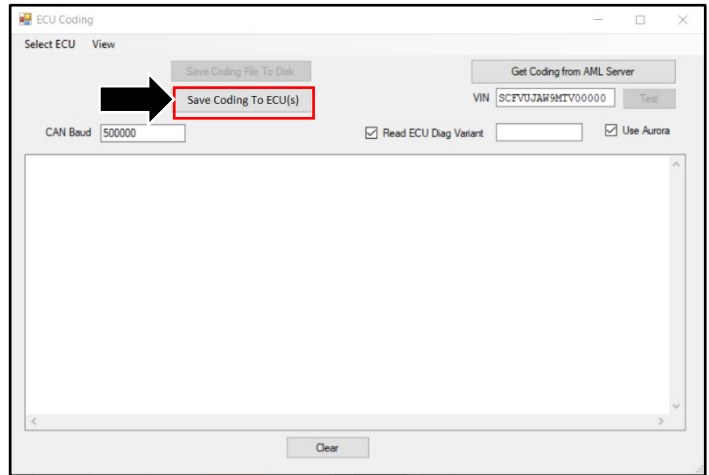 ECU Coding
Select ECU View
Save Coding File To Disk
Get Coding from AML Server
Save Coding To ECU(s)
VIN SCFVUJAW9MTV00000 Test
CAN Baud 500000
Read ECU Diag Variant
Use Aurora
Clear